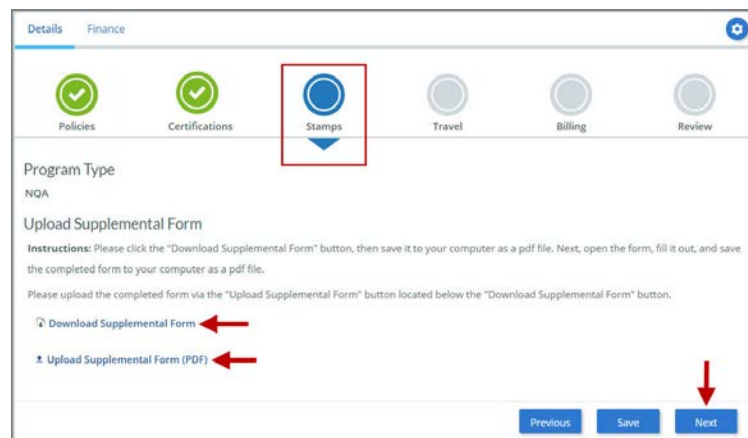 Details Finance
Policies Certifications Stamps Travel Billing Review
Program Type
NQA
Upload Supplemental Form
Instructions: Please click the "Download Supplemental Form" button, then save it to your computer as a pdf file. Next, open the form, fill it out, and save
the completed form to your computer as a pdf file.
Please upload the completed form via the "Upload Supplemental Form" button located below the "Download Supplemental Form" button.
Download Supplemental Form
Upload Supplemental Form (PDF)
Previous Save Next